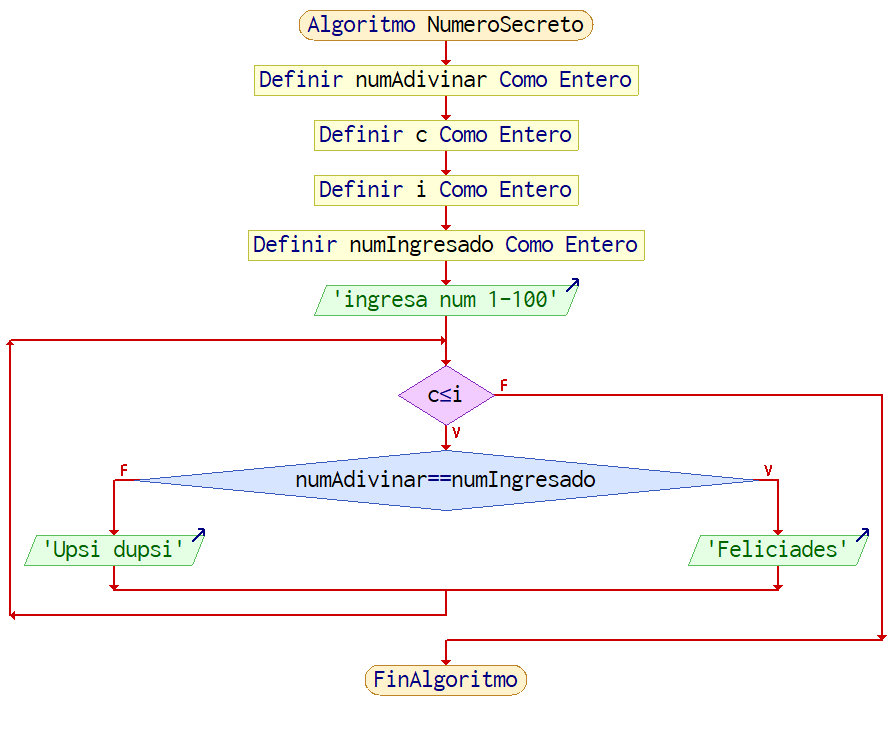 Algoritmo NumeroSecreto
Definir numAdivinar Como Entero
Definir c Como Entero
Definir i Como Entero
Definir numIngresado Como Entero
'ingresa num 1-100'
c≤i
F
V
numAdivinar==numIngresado
F
V
'Upsi dupsi'
'Feliciades'
FinAlgoritmo